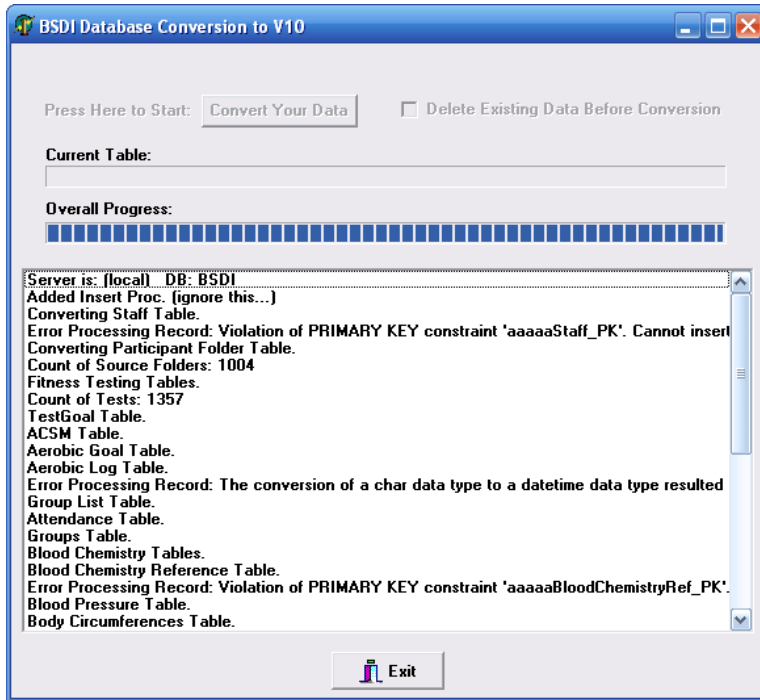 BSDI Database Conversion to V10
Press Here to Start: Convert Your Data Delete Existing Data Before Conversion
Current Table:
Overall Progress:
Server is: (local) DB: BSDI
Added Insert Proc. (ignore this...)
Converting Staff Table.
Error Processing Record: Violation of PRIMARY KEY constraint 'aaaaaStaff_PK'. Cannot insert
Converting Participant Folder Table.
Count of Source Folders: 1004
Fitness Testing Tables.
Count of Tests: 1357
TestGoal Table.
ACSM Table.
Aerobic Goal Table.
Aerobic Log Table.
Error Processing Record: The conversion of a char data type to a datetime data type resulted
Group List Table.
Attendance Table.
Groups Table.
Blood Chemistry Tables.
Blood Chemistry Reference Table.
Error Processing Record: Violation of PRIMARY KEY constraint 'aaaaaBloodChemistryRef_PK'.
Blood Pressure Table.
Body Circumferences Table.
Exit